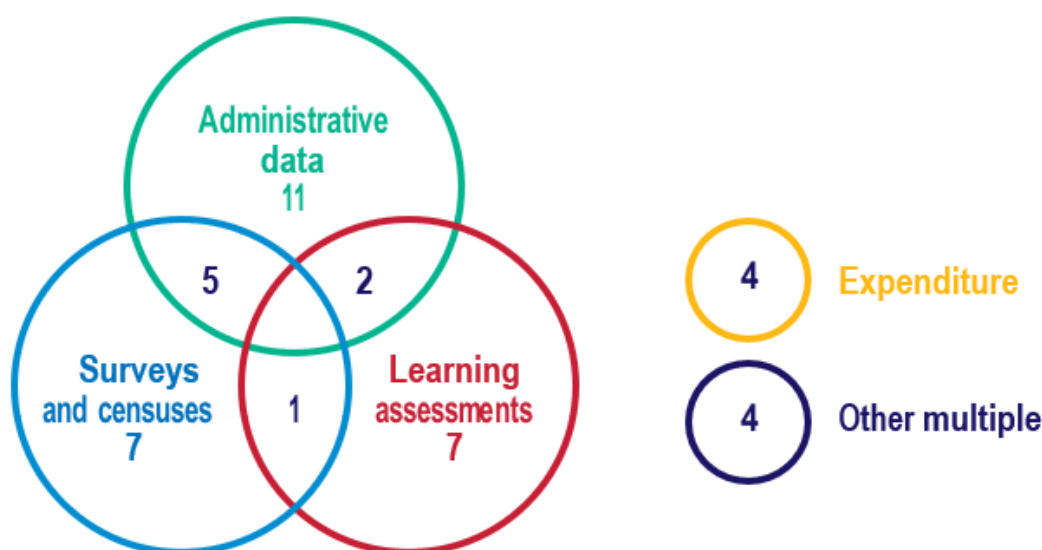 Administrative
data
11
5
2
Surveys
and censuses
7
1
Learning
assessments
7
4
Expenditure
4
Other multiple